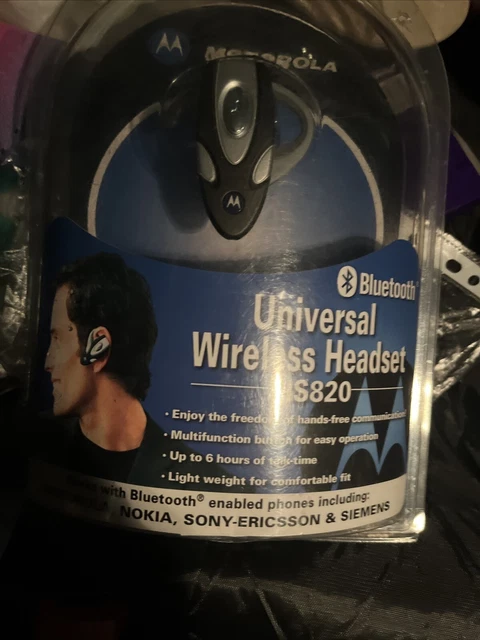 MOTOROLA
Bluetooth®
Universal
Wireless Headset
S820
• Enjoy the freedom of hands-free communication!
• Multifunction button for easy operation
• Up to 6 hours of talk-time
• Light weight for comfortable fit
with Bluetooth® enabled phones including:
NOKIA, SONY-ERICSSON & SIEMENS